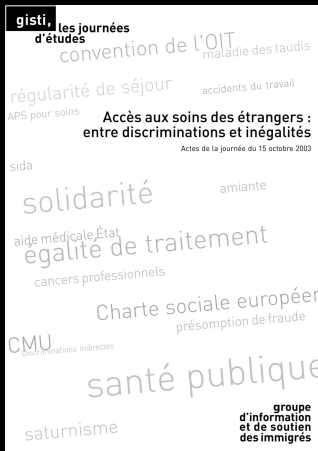 gisti, les journées
d'études
convention de l'OIT
maladie des taudis
régularité de séjour
accidents du travail
APS pour soins
Accès aux soins des étrangers :
entre discriminations et inégalités
Actes de la journée du 15 octobre 2003
sida
solidarité
amiante
aide médicale État
égalité de traitement
cancers professionnels
Charte sociale européen
présomption de fraude
CMU
discriminations indirectes
santé publique
saturnisme
groupe
d'information
et de soutien
des immigrés